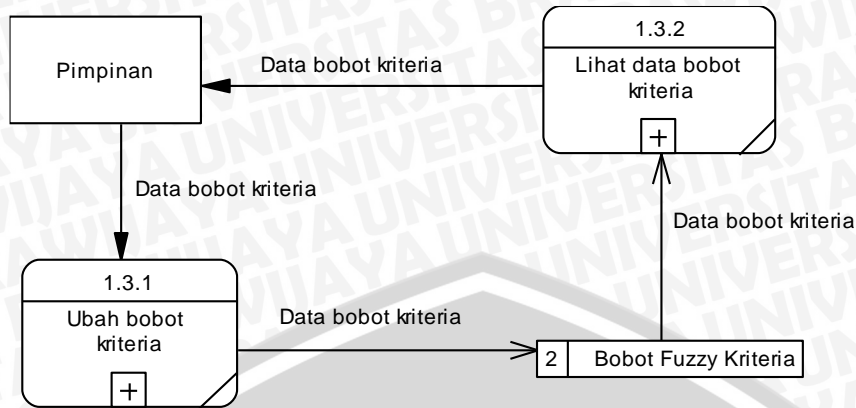 Pimpinan
Data bobot kriteria
1.3.2
Lihat data bobot
kriteria
+
Data bobot kriteria
Data bobot kriteria
1.3.1
Ubah bobot
kriteria
+
Data bobot kriteria
2 Bobot Fuzzy Kriteria